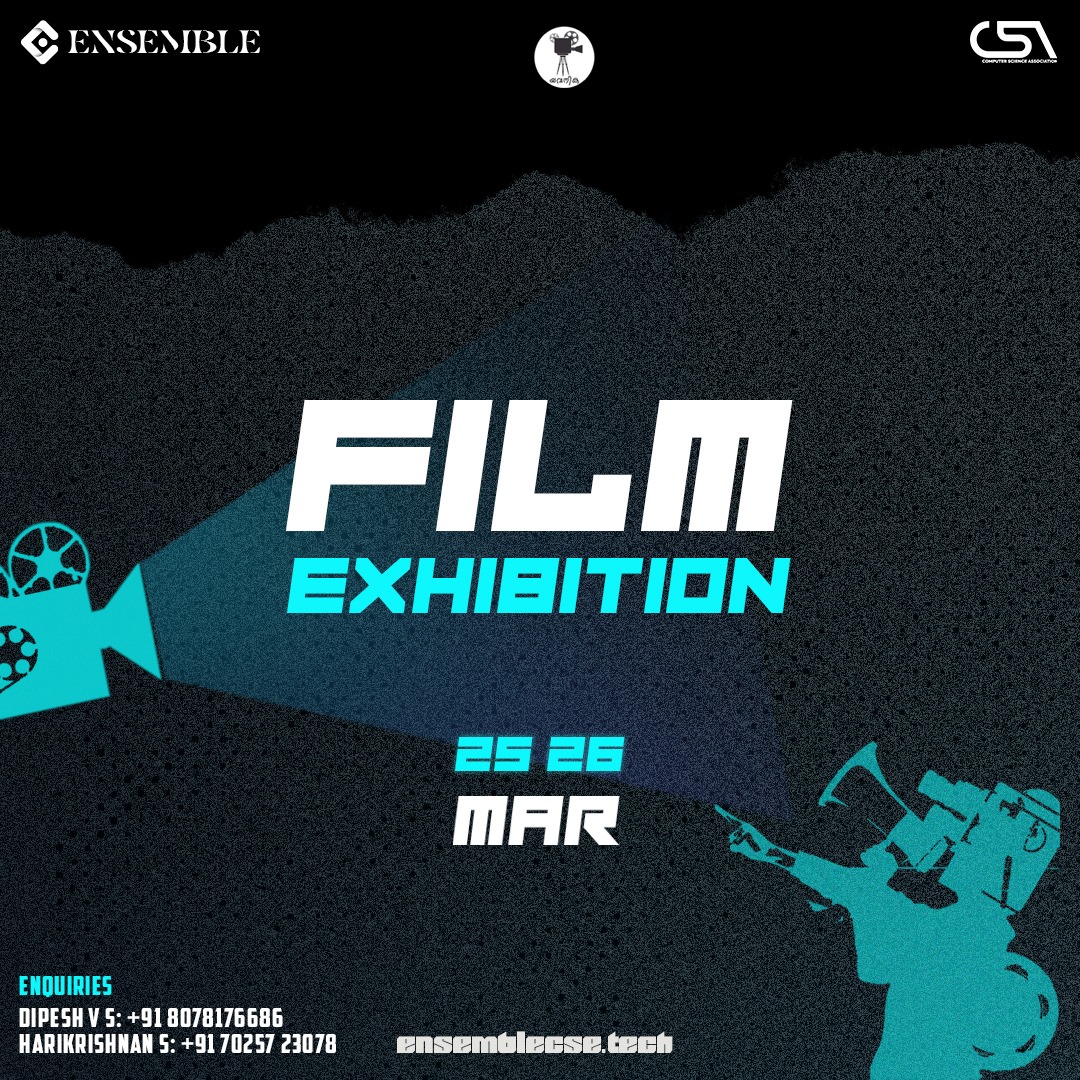 ENSEMBLE
യവനിക
CSA
COMPUTER SCIENCE ASSOCIATION
FILM
EXHIBITION
25 26
MAR
ENQUIRIES
DIPESH V S: +91 8078176686
HARIKRISHNAN S: +91 70257 23078
ensemblecse.tech